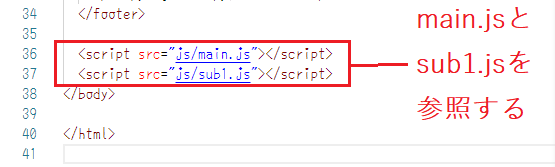 34 </footer>
35
36 <script src="js/main.js"></script>
37 <script src="js/sub1.js"></script>
38 </body>
39
40 </html>
41
main.jsと
sub1.jsを
参照する